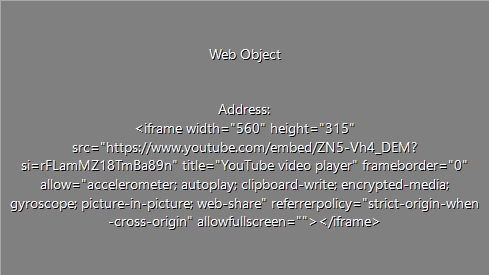 Web Object
Address:
<iframe width="560" height="315"
src="https://www.youtube.com/embed/ZN5-Vh4_DEM?
si=rFLamMZ18TmBa89n" title="YouTube video player" frameborder="0"
allow="accelerometer; autoplay; clipboard-write; encrypted-media;
gyroscope; picture-in-picture; web-share" referrerpolicy="strict-origin-when
-cross-origin" allowfullscreen=""></iframe>